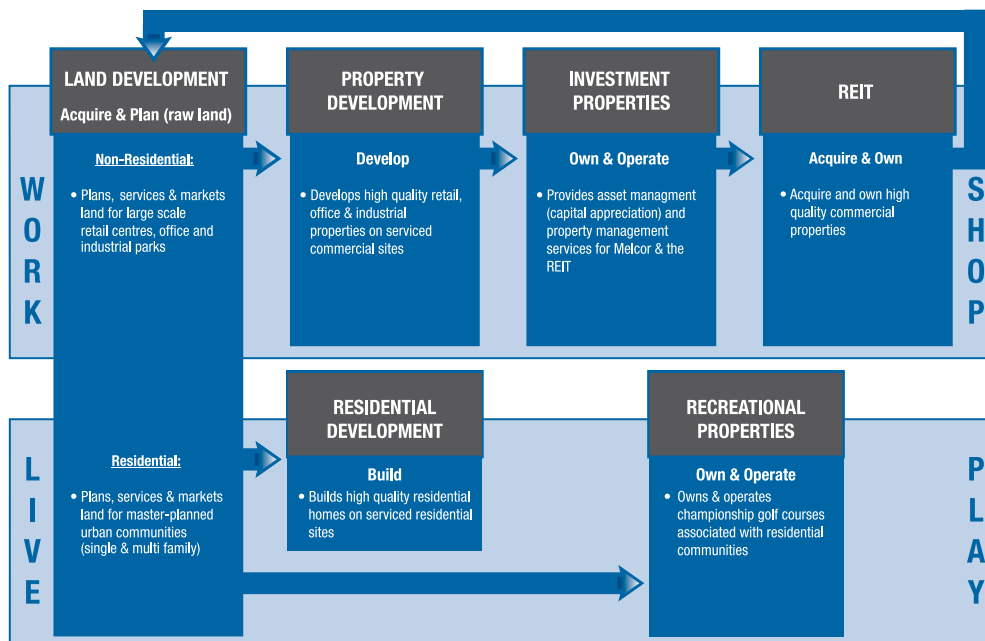 LAND DEVELOPMENT
Acquire & Plan (raw land)
PROPERTY
DEVELOPMENT
INVESTMENT
PROPERTIES
REIT
WORK
Non-Residential:
• Plans, services & markets
land for large scale
retail centres, office and
industrial parks
Develop
• Develops high quality retail,
office & industrial
properties on serviced
commercial sites
Own & Operate
• Provides asset managment
(capital appreciation) and
property management
services for Melcor & the
REIT
Acquire & Own
• Acquire and own high
quality commercial
properties
SHOP
LIVE
Residential:
• Plans, services & markets
land for master-planned
urban communities
(single & multi family)
RESIDENTIAL
DEVELOPMENT
Build
• Builds high quality residential
homes on serviced residential
sites
RECREATIONAL
PROPERTIES
Own & Operate
• Owns & operates
championship golf courses
associated with residential
communities
PLAY